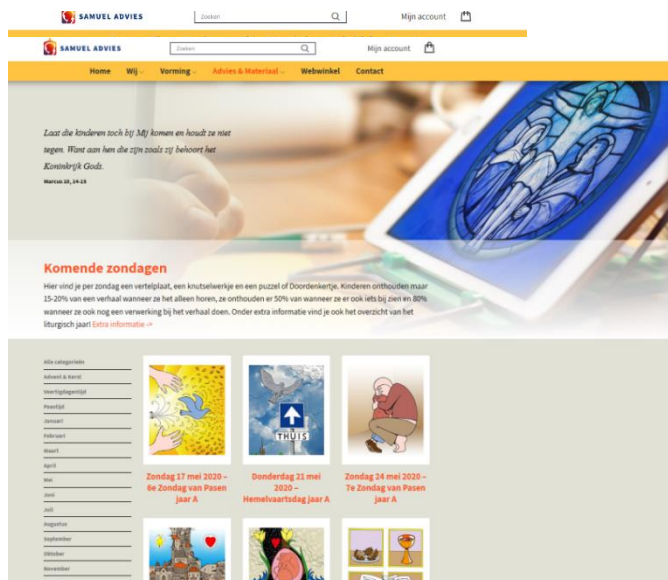 SAMUEL ADVIES
Zoeken
Mijn account
SAMUEL ADVIES
Zoeken
Mijn account
Home Wij Vorming Advies & Materiaal Webwinkel Contact
Laat die kinderen toch bij Mij komen en houdt ze niet
tegen. Want aan hen die zijn zoals zij behoort het
Koninkrijk Gods.
Marcus 10, 14-15
Komende zondagen
Hier vind je per zondag een vertelplaat, een knutselwerkje en een puzzel of Doordenkertje. Kinderen onthouden maar
15-20% van een verhaal wanneer ze het alleen horen, ze onthouden er 50% van wanneer ze er ook iets bij zien en 80%
wanneer ze ook nog een verwerking bij het verhaal doen. Onder extra informatie vind je ook het overzicht van het
liturgisch jaar! Extra informatie ->
Alle categorieën
Advent & Kerst
Veertigdagentijd
Paastijd
Januari
Februari
Maart
April
Mei
Juni
Juli
Augustus
September
Oktober
November
THUIS
Zondag 17 mei 2020 –
6e Zondag van Pasen
jaar A
Donderdag 21 mei
2020 –
Hemelvaartsdag jaar A
Zondag 24 mei 2020 –
7e Zondag van Pasen
jaar A